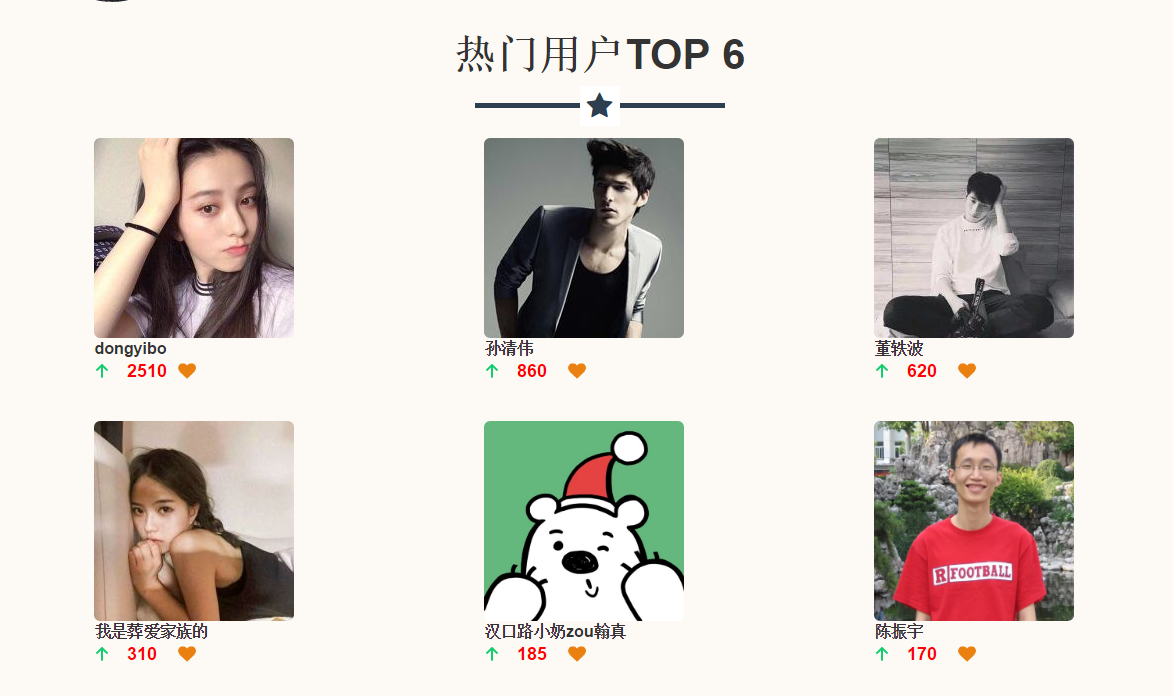 热门用户TOP 6
dongyibo
2510
孙清伟
860
董轶波
620
R FOOTBALL
我是葬爱家族的
310
汉口路小奶zou翰真
185
陈振宇
170